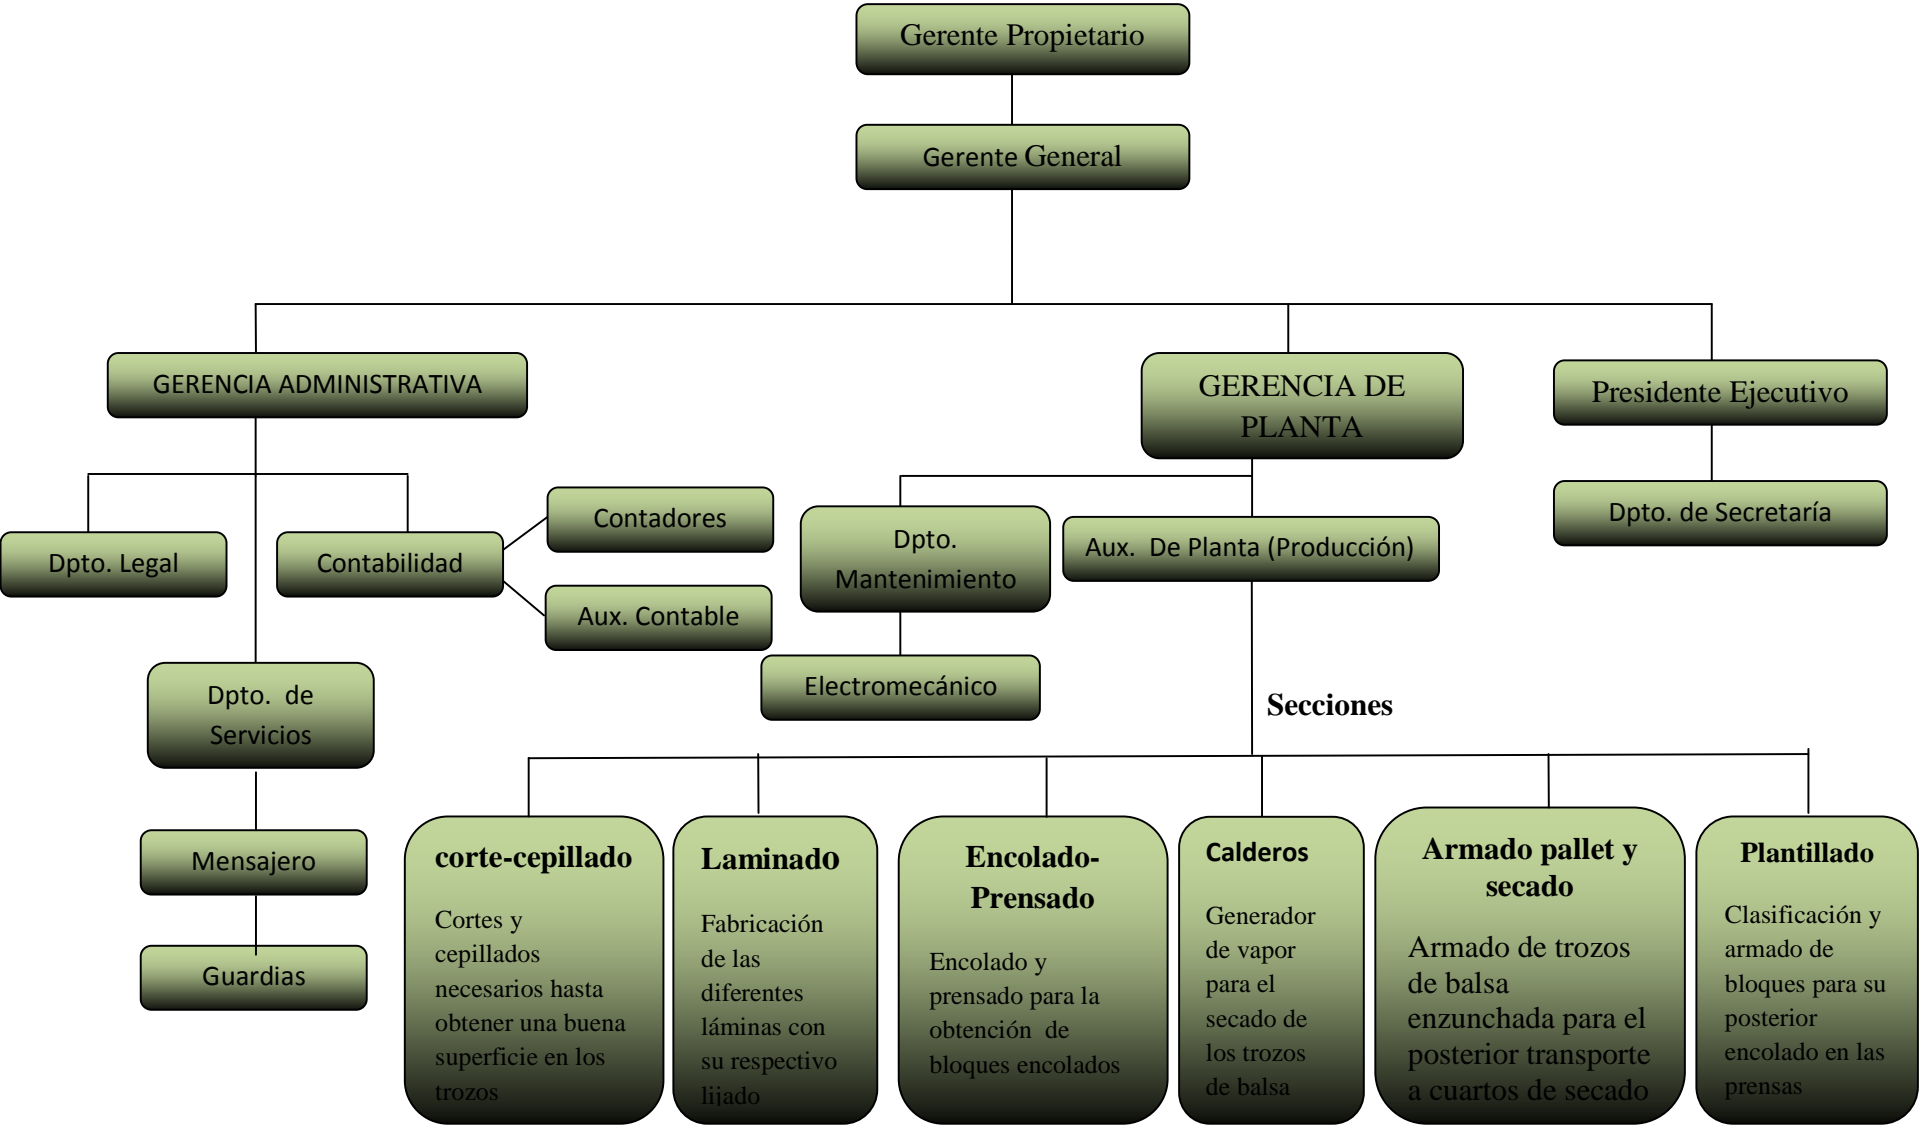 Gerente Propietario
Gerente General
GERENCIA ADMINISTRATIVA
GERENCIA DE
PLANTA
Presidente Ejecutivo
Dpto. Legal
Contabilidad
Contadores
Aux. Contable
Dpto.
Mantenimiento
Aux. De Planta (Producción)
Dpto. de Secretaría
Electromecánico
Dpto. de
Servicios
Mensajero
Guardias
Secciones
corte-cepillado
Cortes y
cepillados
necesarios hasta
obtener una buena
superficie en los
trozos
Laminado
Fabricación
de las
diferentes
láminas con
su respectivo
lijado
Encolado-
Prensado
Encolado y
prensado para la
obtención de
bloques encolados
Calderos
Generador
de vapor
para el
secado de
los trozos
de balsa
Armado pallet y
secado
Armado de trozos
de balsa
enzunchada para el
posterior transporte
a cuartos de secado
Plantillado
Clasificación y
armado de
bloques para su
posterior
encolado en las
prensas